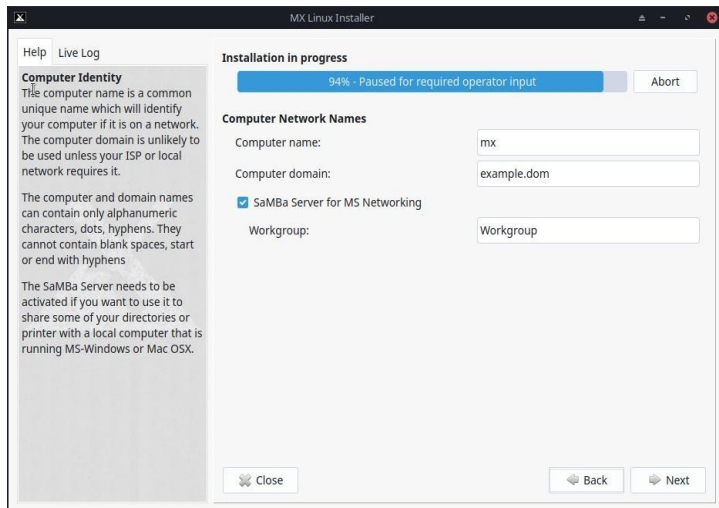 MX Linux Installer
Help
Live Log
Computer Identity
The computer name is a common
unique name which will identify
your computer if it is on a network.
The computer domain is unlikely to
be used unless your ISP or local
network requires it.
The computer and domain names
can contain only alphanumeric
characters, dots, hyphens. They
cannot contain blank spaces, start
or end with hyphens
The SaMBa Server needs to be
activated if you want to use it to
share some of your directories or
printer with a local computer that is
running MS-Windows or Mac OSX.
Installation in progress
94% - Paused for required operator input
Abort
Computer Network Names
Computer name:
mx
Computer domain:
example.dom
SaMBa Server for MS Networking
Workgroup:
Workgroup
Close
Back
Next